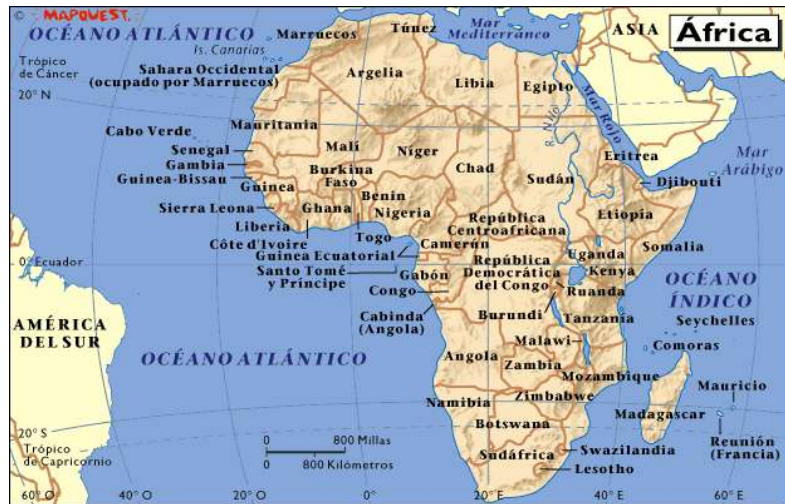 © MAPQUEST.
África
OCÉANO ATLÁNTICO
Is. Canarias
Marruecos
Túnez
Mar
Mediterraneo
ASIA
Trópico
de Cáncer
20° N
Sahara Occidental
(ocupado por Marruecos)
Argelia
Libia
Egipto
R. Nilo
Mar Rojo
Cabo Verde
Mauritania
Malí
Níger
Chad
Sudán
Eritrea
Mar
Arábigo
Senegal
Gambia
Guinea-Bissau
Guinea
Burkina
Faso
Benin
Nigeria
Djibouti
Etiopia
Sierra Leona
Ghana
Liberia
Côte d'Ivoire
Togo
República
Centroafricana
Somalia
Camerún
Guinea Ecuatorial
0° Ecuador
Santo Tomé
y Príncipe
Gabón
Congo
República
Democrática
del Congo
Uganda
Kenya
Ruanda
OCÉANO
ÍNDICO
Cabinda
(Angola)
Burundi
Tanzanía
Seychelles
AMÉRICA
DEL SUR
OCÉANO ATLÁNTICO
Malawi
Comoras
Angola
Zambia
Mozambique
Mauricio
Namibia
Zimbabwe
Madagascar
Botswana
Reunión
(Francia)
20° S
Trópico
de Capricornio
0 800 Millas
0 800 Kilómetros
Sudáfrica
Swazilandia
Lesotho
60° O
40° O
20° O
0°
20° E
40° E
60° E